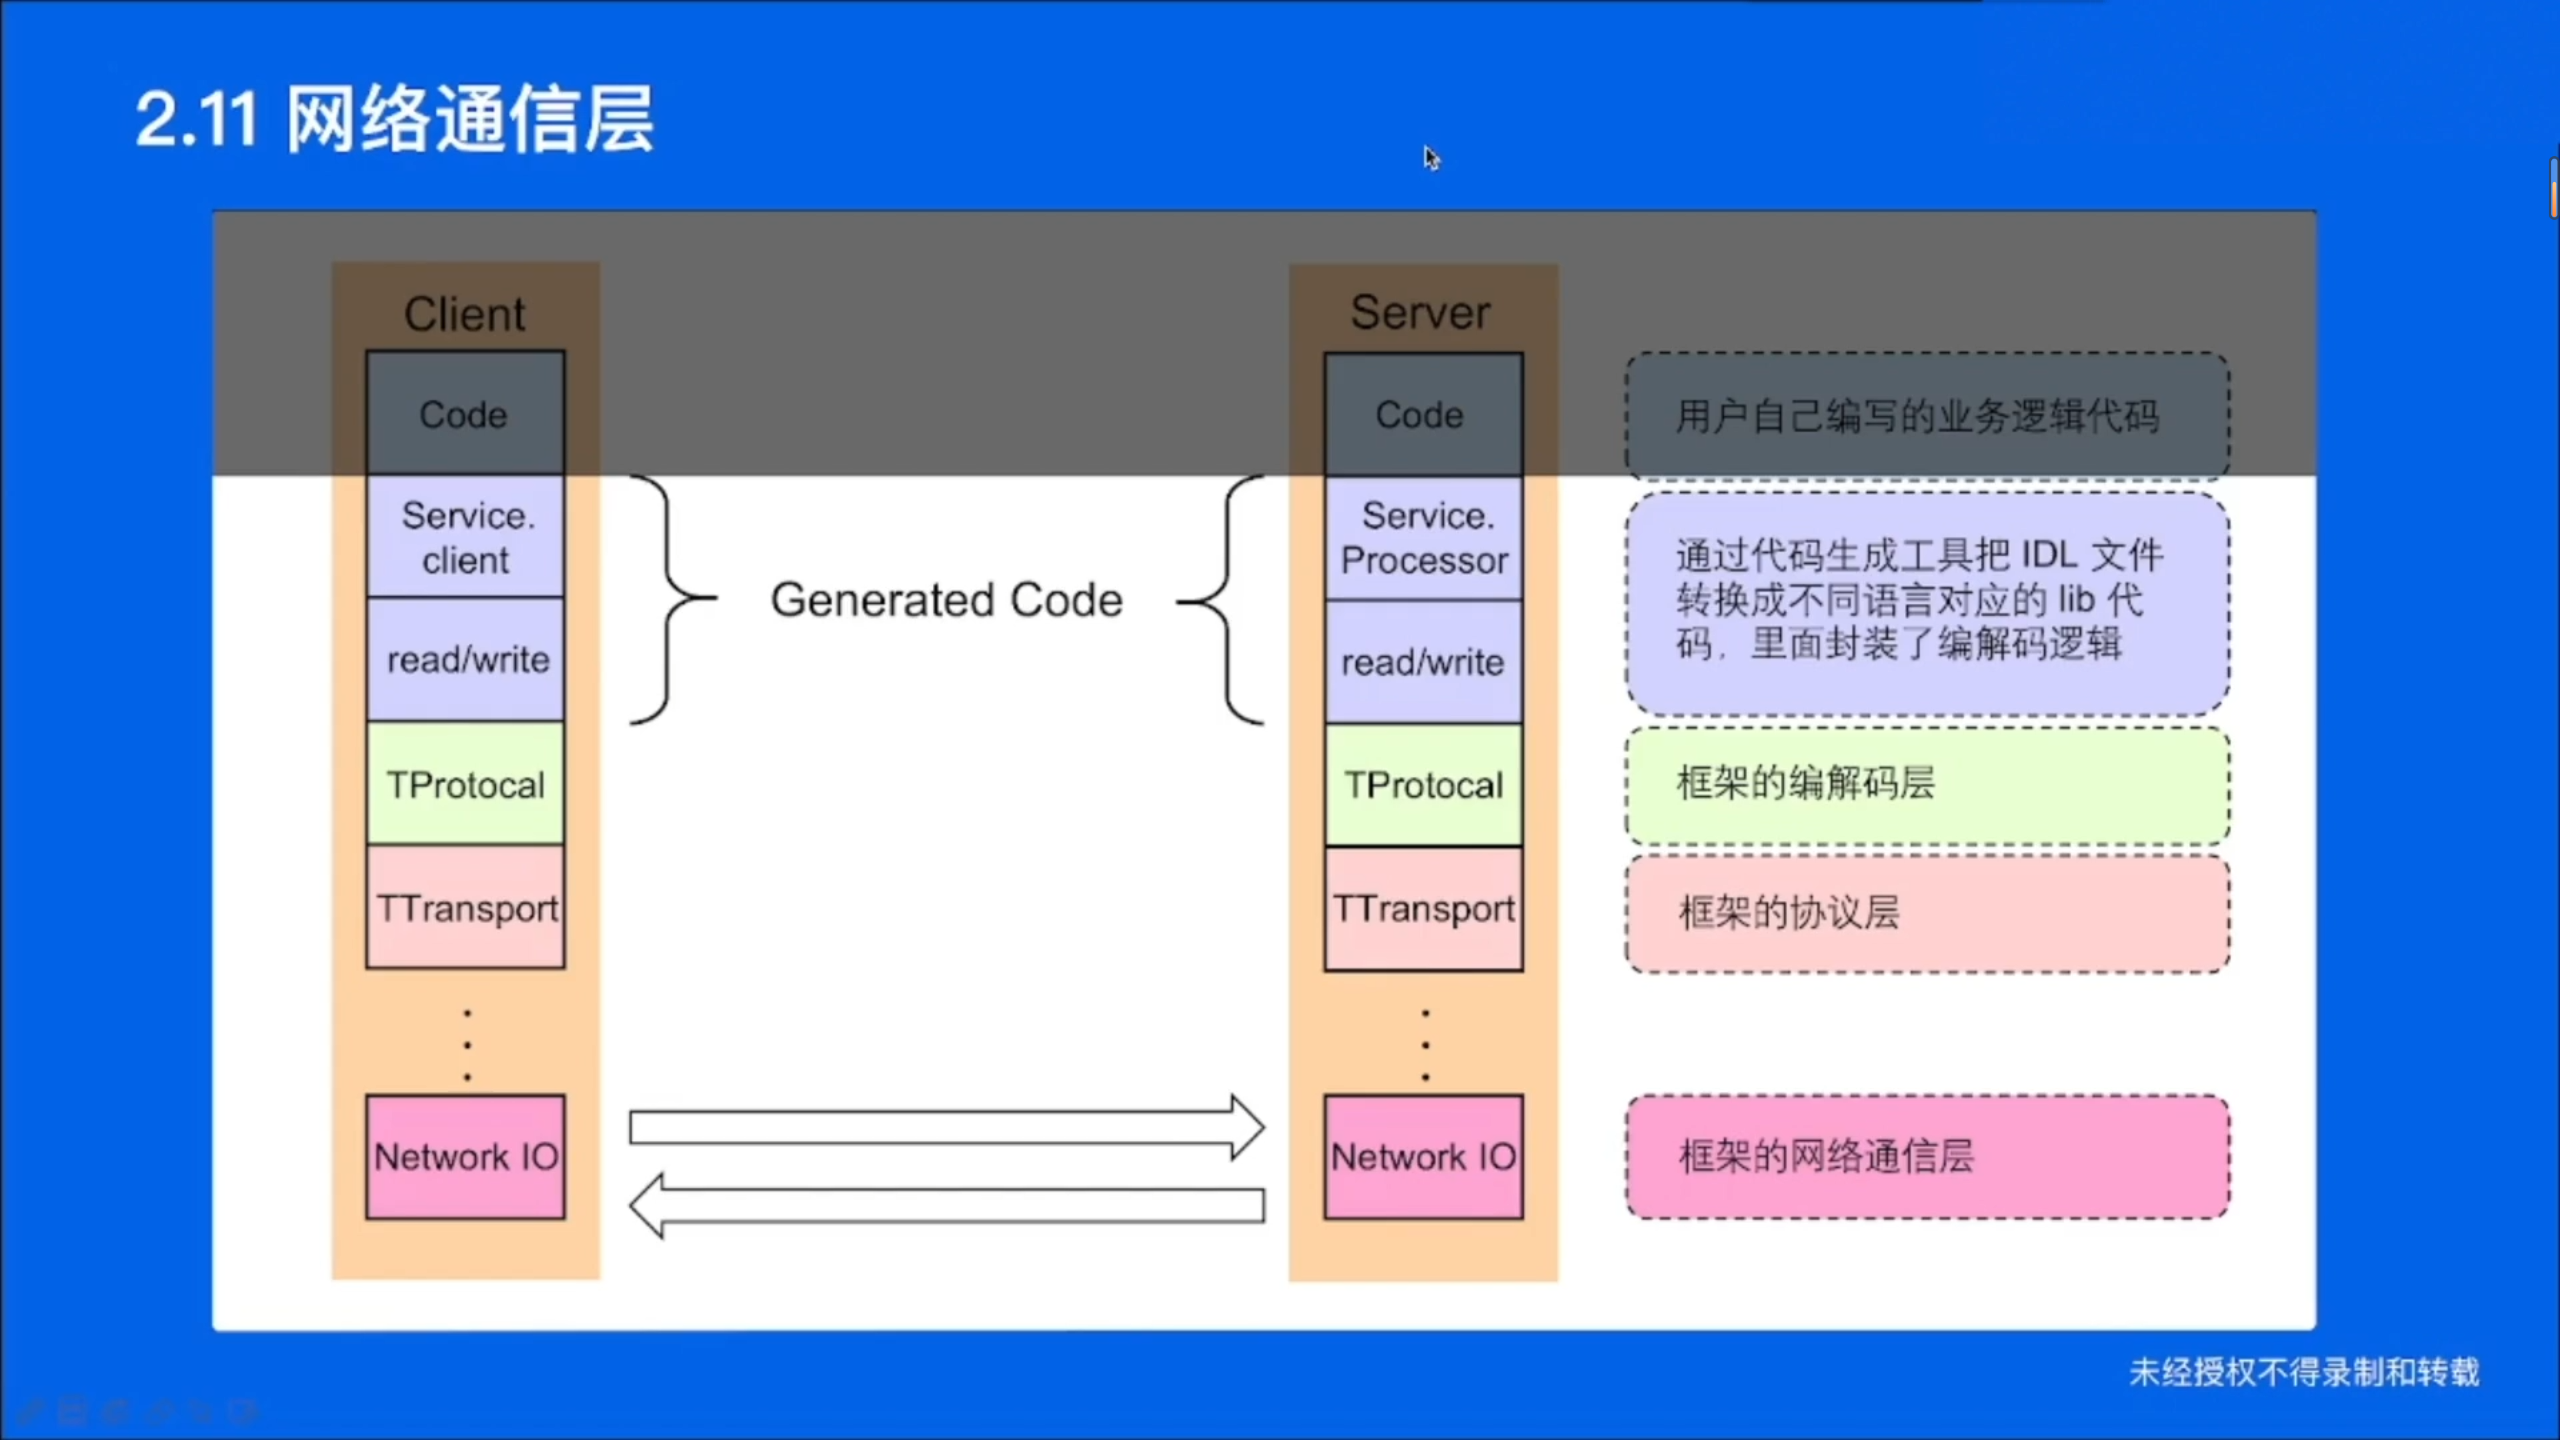 2.11 网络通信层
Client
Code
Service.
client
read/write
TProtocal
TTransport
Network IO
Generated Code
Server
Code
Service.
Processor
read/write
TProtocal
TTransport
Network IO
用户自己编写的业务逻辑代码
通过代码生成工具把 IDL 文件
转换成不同语言对应的 lib 代
码，里面封装了编解码逻辑
框架的编解码层
框架的协议层
框架的网络通信层
未经授权不得录制和转载